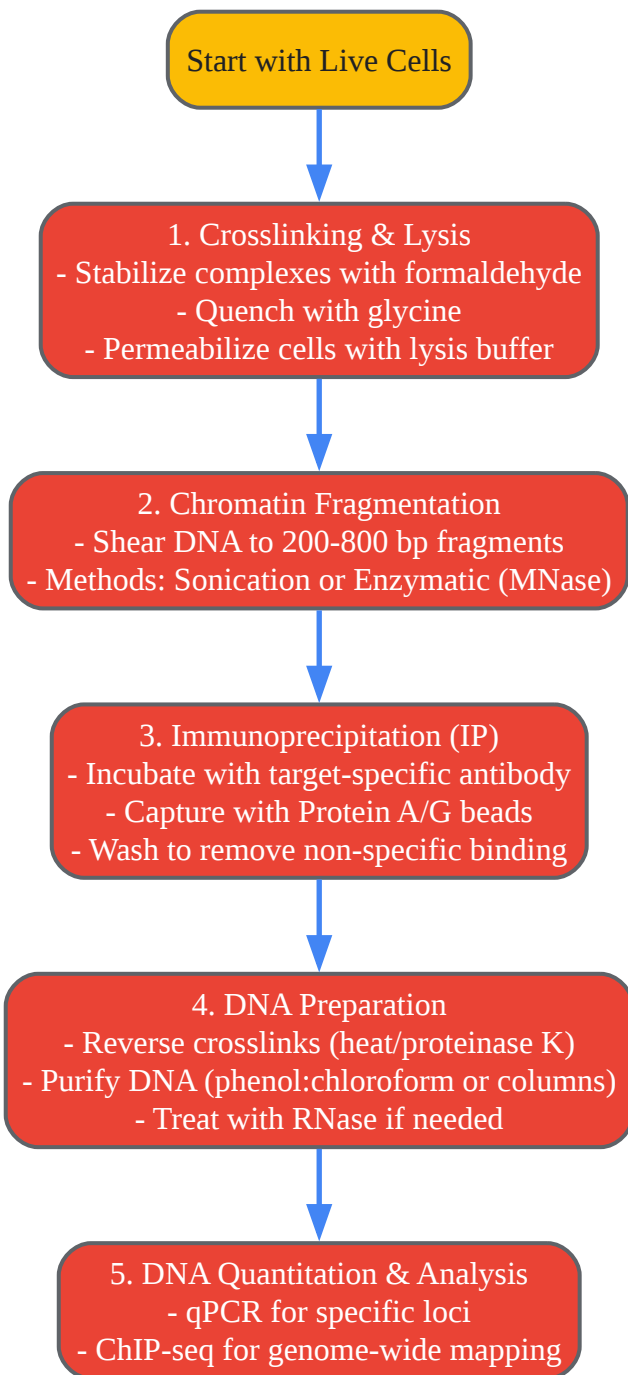 Start with Live Cells
1. Crosslinking & Lysis
- Stabilize complexes with formaldehyde
- Quench with glycine
- Permeabilize cells with lysis buffer
2. Chromatin Fragmentation
- Shear DNA to 200-800 bp fragments
- Methods: Sonication or Enzymatic (MNase)
3. Immunoprecipitation (IP)
- Incubate with target-specific antibody
- Capture with Protein A/G beads
- Wash to remove non-specific binding
4. DNA Preparation
- Reverse crosslinks (heat/proteinase K)
- Purify DNA (phenol:chloroform or columns)
- Treat with RNase if needed
5. DNA Quantitation & Analysis
- qPCR for specific loci
- ChIP-seq for genome-wide mapping